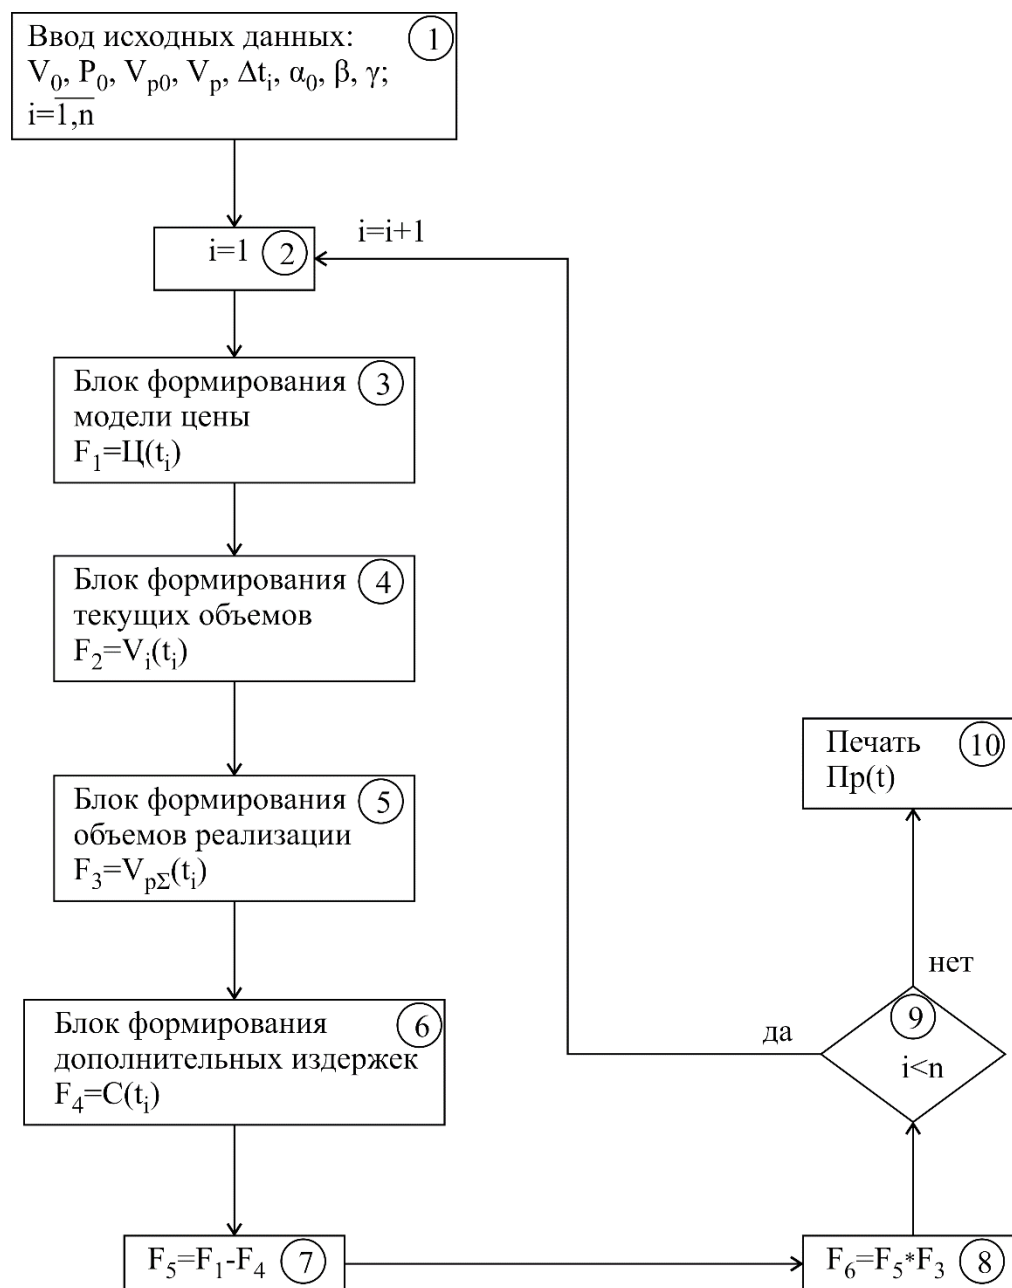 Ввод исходных данных: 1
V₀, P₀, Vₚ₀, Vₚ, Δtᵢ, α₀, β, γ;
i=1,n
i=1 2
i=i+1
Блок формирования 3
модели цены
F₁=Ц(tᵢ)
Блок формирования 4
текущих объемов
F₂=Vᵢ(tᵢ)
Блок формирования 5
объемов реализации
F₃=V_pΣ(tᵢ)
Блок формирования 6
дополнительных издержек
F₄=C(tᵢ)
F₅=F₁-F₄ 7
F₆=F₅*F₃ 8
9
i<n
да
нет
Печать 10
Пр(t)